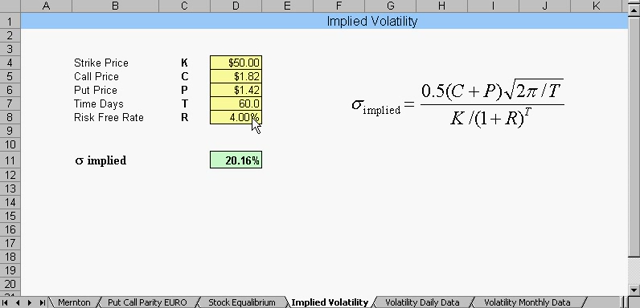 A B C D E F G H I J K
1 Implied Volatility
2
3
4 Strike Price K $50.00
5 Call Price C $1.82
6 Put Price P $1.42
7 Time Days T 60.0
8 Risk Free Rate R 4.00%
σimplied = 0.5(C + P)√2π / T
K /(1 + R)^T
9
10
11 σ implied 20.16%
12
13
14
15
16
17
18
19
20
21
Mernton Put Call Parity EURO Stock Equalibrium Implied Volatility Volatility Daily Data Volatility Monthly Data